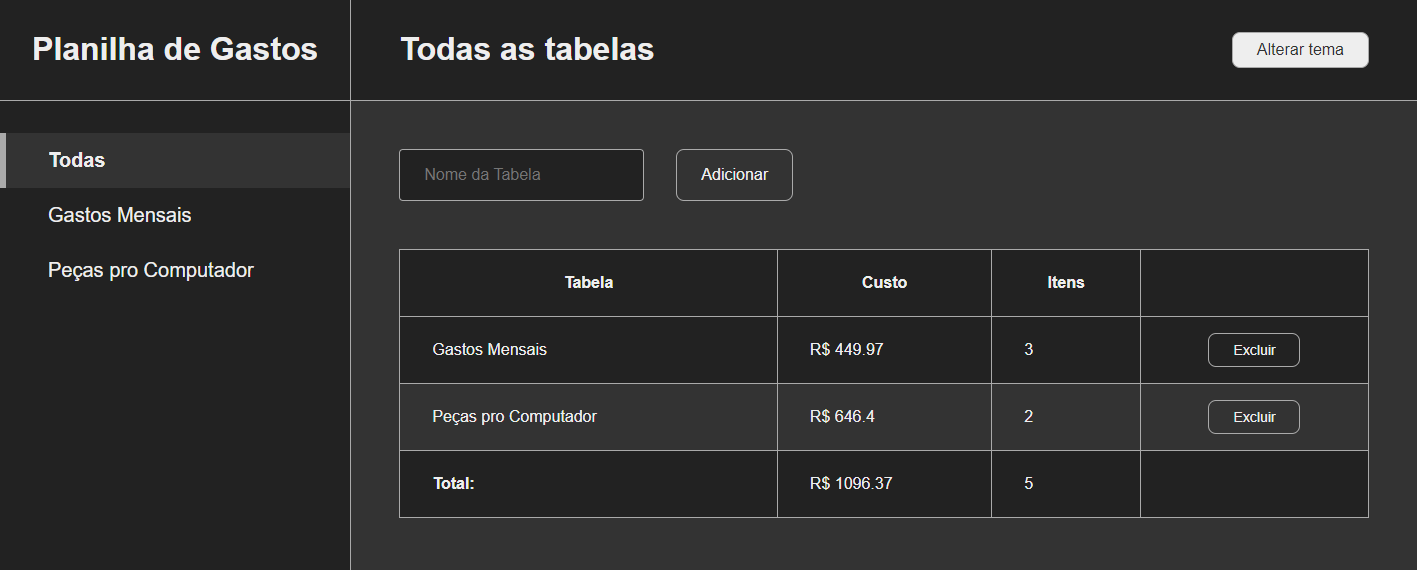 Planilha de Gastos
Todas as tabelas
Alterar tema
Todas
Gastos Mensais
Peças pro Computador
Nome da Tabela
Adicionar
Tabela Custo Itens
Gastos Mensais R$ 449.97 3 Excluir
Peças pro Computador R$ 646.4 2 Excluir
Total: R$ 1096.37 5